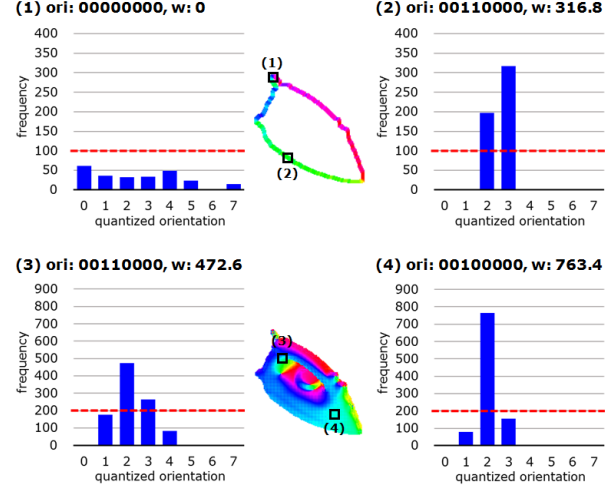 (1) ori: 00000000, w: 0
(2) ori: 00110000, w: 316.8
frequency
400
350
300
250
200
150
100
50
0
0 1 2 3 4 5 6 7
quantized orientation
(1)
(2)
frequency
400
350
300
250
200
150
100
50
0
0 1 2 3 4 5 6 7
quantized orientation
(3) ori: 00110000, w: 472.6
(4) ori: 00100000, w: 763.4
frequency
900
800
700
600
500
400
300
200
100
0
0 1 2 3 4 5 6 7
quantized orientation
(3)
(4)
frequency
900
800
700
600
500
400
300
200
100
0
0 1 2 3 4 5 6 7
quantized orientation